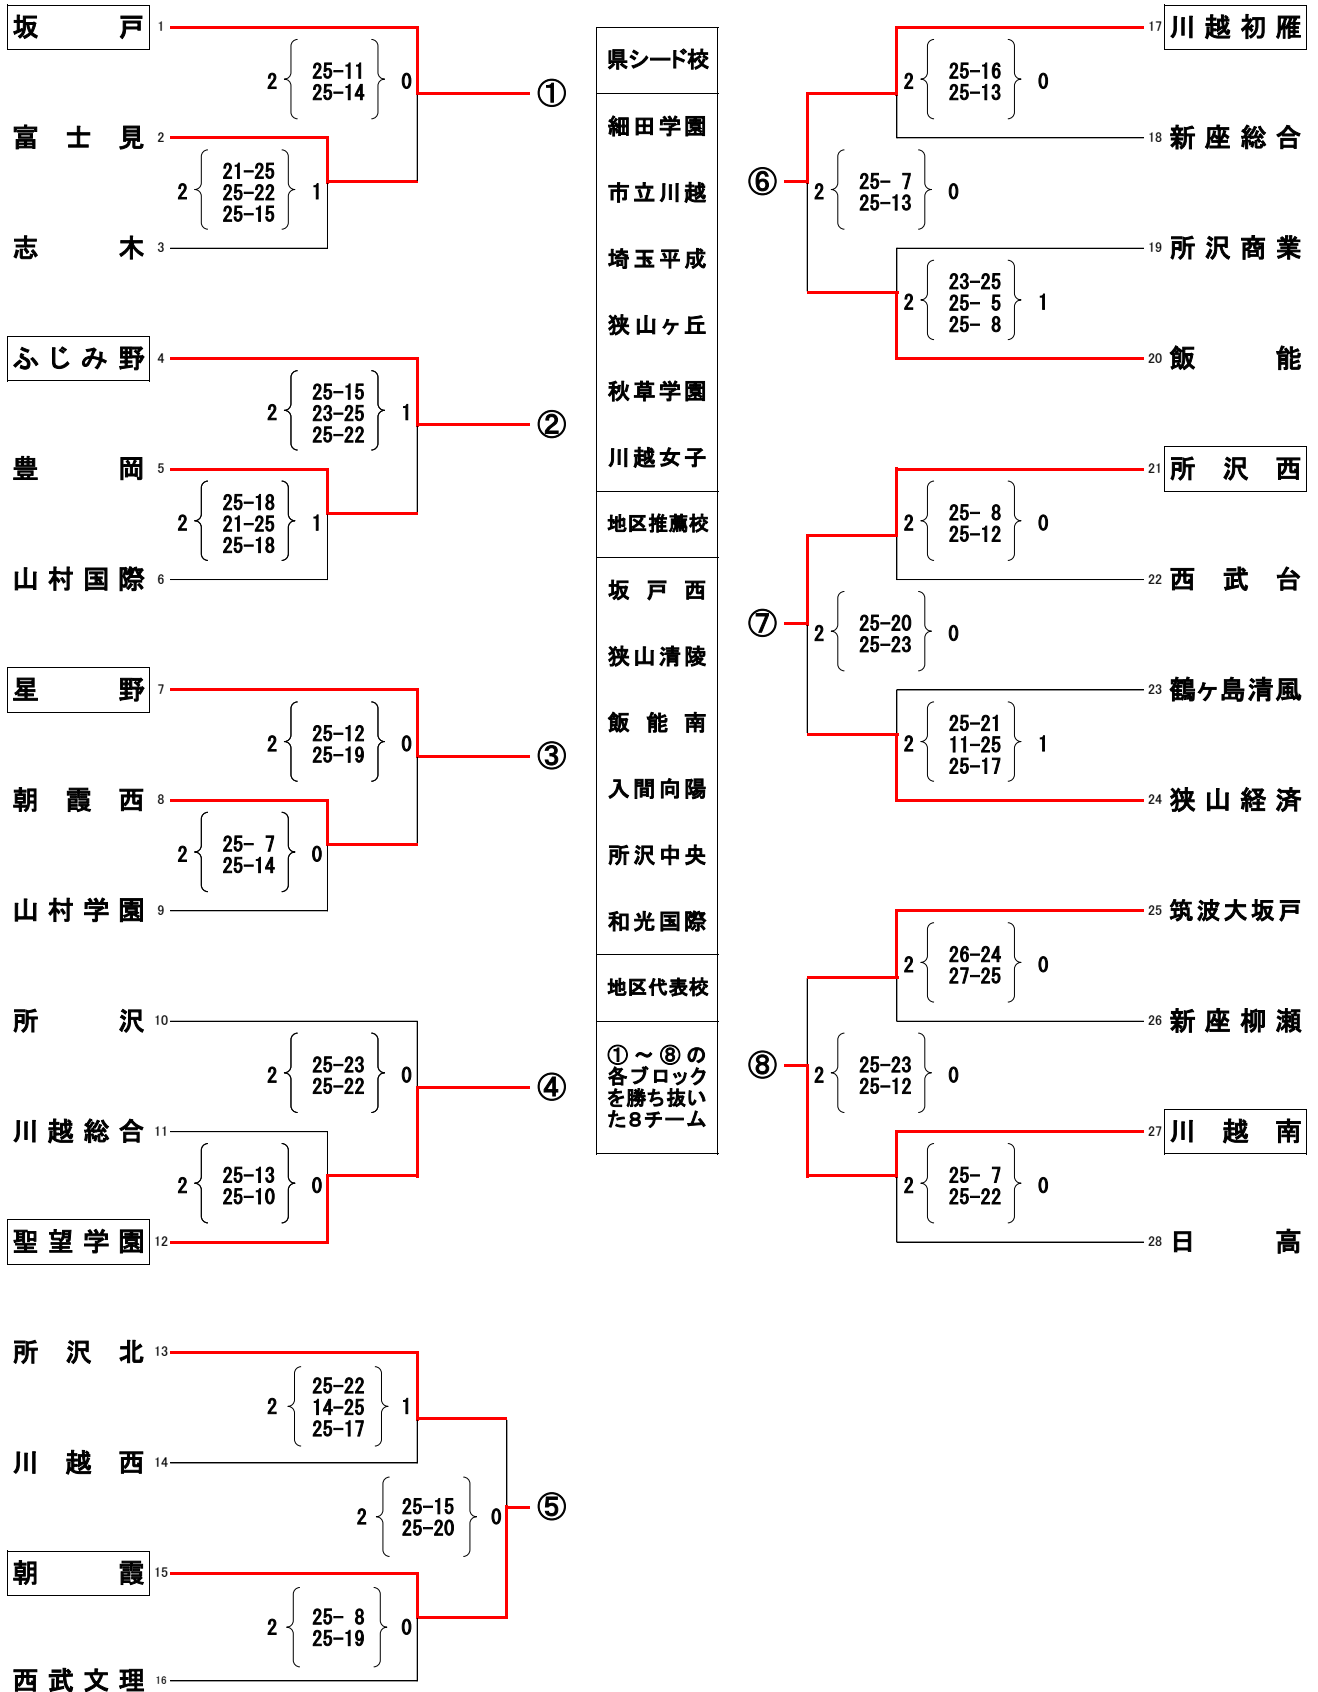 坂戸 1
2 25-11 0
25-14
①
富士見 2
2 21-25 1
25-22
25-15
志木 3
ふじみ野 4
2 25-15 1
23-25
25-22
②
豊岡 5
2 25-18 1
21-25
25-18
山村国際 6
星野 7
2 25-12 0
25-19
③
朝霞西 8
2 25- 7 0
25-14
山村学園 9
所沢 10
2 25-23 0
25-22
④
川越総合 11
2 25-13 0
25-10
聖望学園 12
所沢北 13
2 25-22 1
14-25
25-17
川越西 14
2 25-15 0
25-20
⑤
朝霞 15
2 25- 8 0
25-19
西武文理 16
県シード校
細田学園
市立川越
埼玉平成
狭山ヶ丘
秋草学園
川越女子
地区推薦校
坂戸西
狭山清陵
飯能南
入間向陽
所沢中央
和光国際
地区代表校
①～⑧の
各ブロック
を勝ち抜い
た８チーム
17 川越初雁
2 25-16 0
25-13
18 新座総合
⑥
2 25- 7 0
25-13
19 所沢商業
2 23-25 1
25- 5
25- 8
20 飯能
21 所沢西
2 25- 8 0
25-12
22 西武台
⑦
2 25-20 0
25-23
23 鶴ヶ島清風
2 25-21 1
11-25
25-17
24 狭山経済
25 筑波大坂戸
2 26-24 0
27-25
26 新座柳瀬
⑧
2 25-23 0
25-12
27 川越南
2 25- 7 0
25-22
28 日高